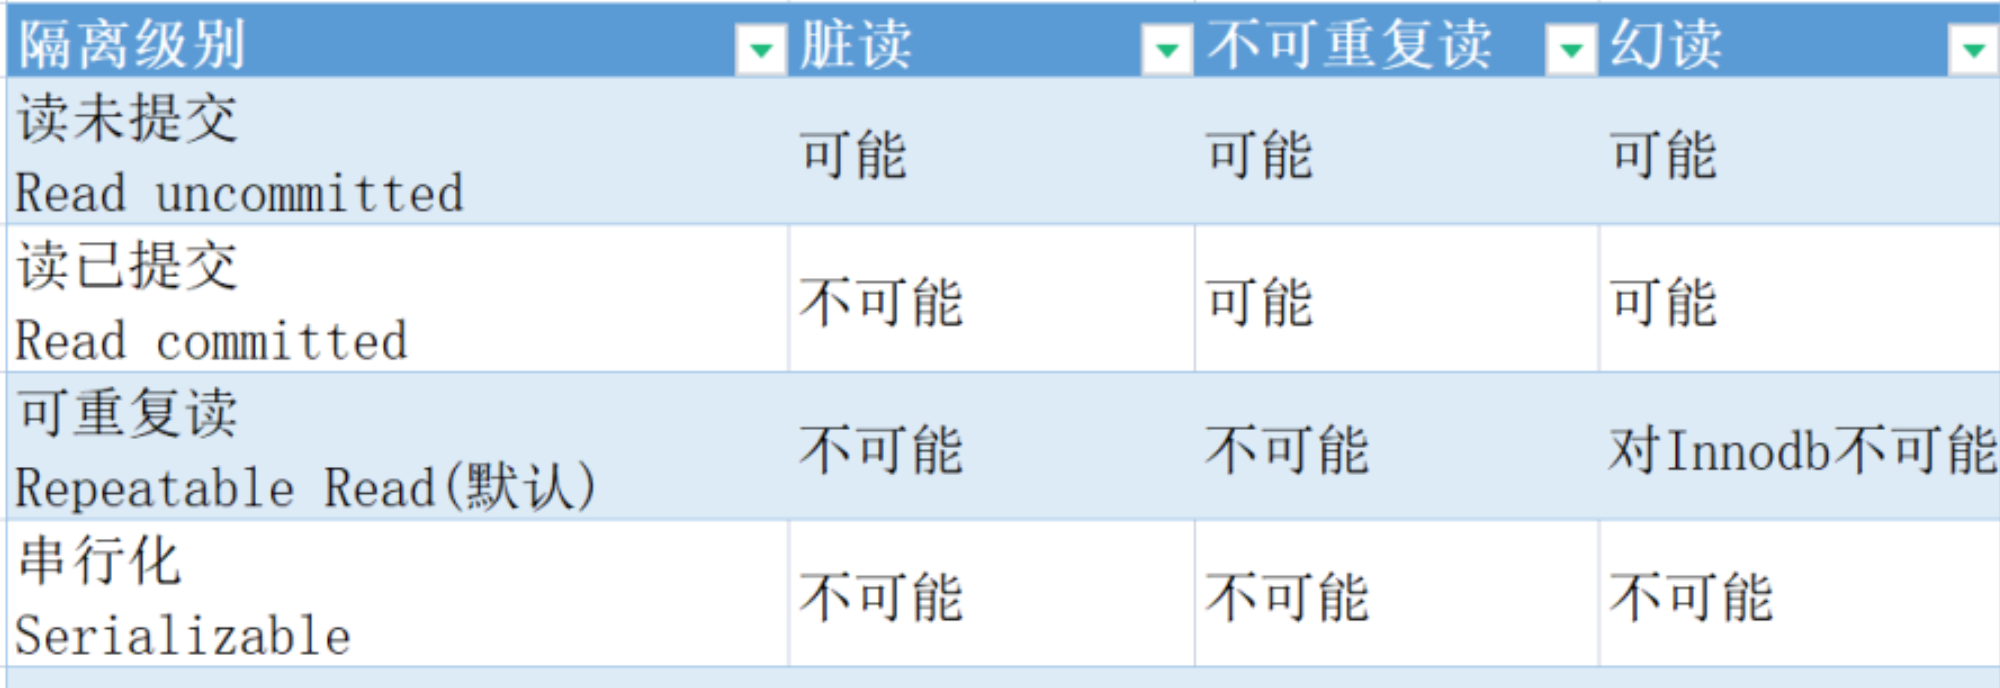 隔离级别 脏读 不可重复读 幻读
读未提交
Read uncommitted
可能 可能 可能
读已提交
Read committed
不可能 可能 可能
可重复读
Repeatable Read(默认)
不可能 不可能 对Innodb不可能
串行化
Serializable
不可能 不可能 不可能